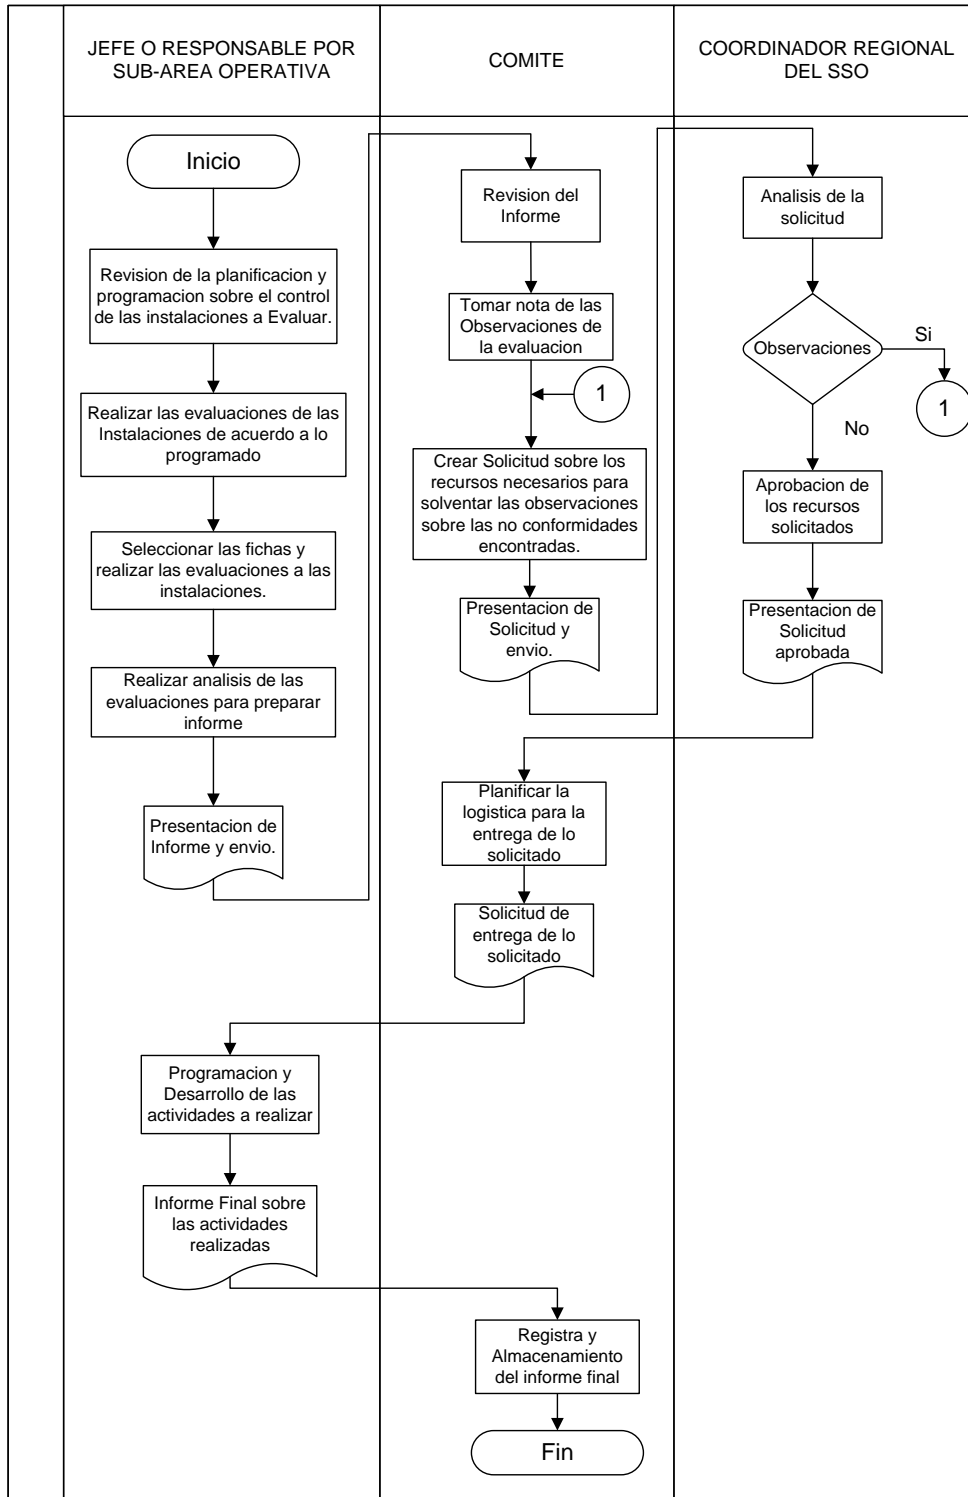 JEFE O RESPONSABLE POR
SUB-AREA OPERATIVA
COMITE
COORDINADOR REGIONAL
DEL SSO
Inicio
Revision de la planificacion y
programacion sobre el control
de las instalaciones a Evaluar.
Realizar las evaluaciones de las
Instalaciones de acuerdo a lo
programado
Seleccionar las fichas y
realizar las evaluaciones a las
instalaciones.
Realizar analisis de las
evaluaciones para preparar
informe
Presentacion de
Informe y envio.
Revision del
Informe
Tomar nota de las
Observaciones de
la evaluacion
1
Crear Solicitud sobre los
recursos necesarios para
solventar las observaciones
sobre las no conformidades
encontradas.
Presentacion de
Solicitud y
envio.
Analisis de la
solicitud
Observaciones
Si
1
No
Aprobacion de
los recursos
solicitados
Presentacion de
Solicitud
aprobada
Planificar la
logistica para la
entrega de lo
solicitado
Solicitud de
entrega de lo
solicitado
Programacion y
Desarrollo de las
actividades a realizar
Informe Final sobre
las actividades
realizadas
Registra y
Almacenamiento
del informe final
Fin